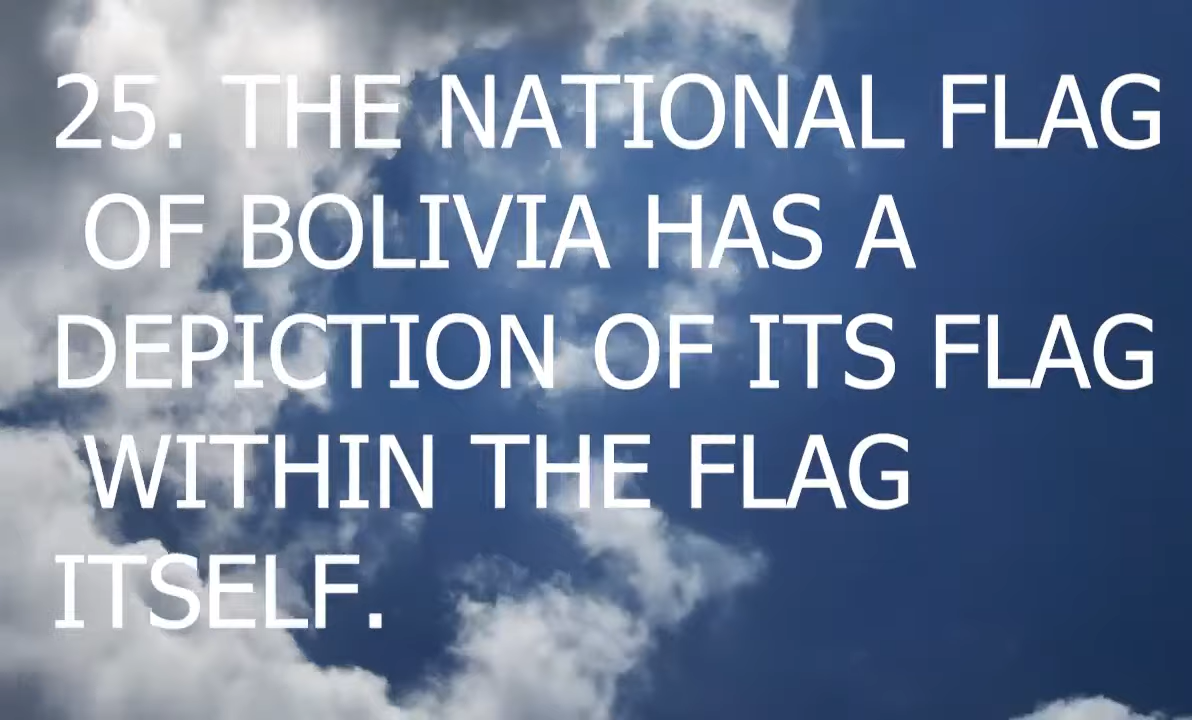 25. THE NATIONAL FLAG
OF BOLIVIA HAS A
DEPICTION OF ITS FLAG
WITHIN THE FLAG
ITSELF.